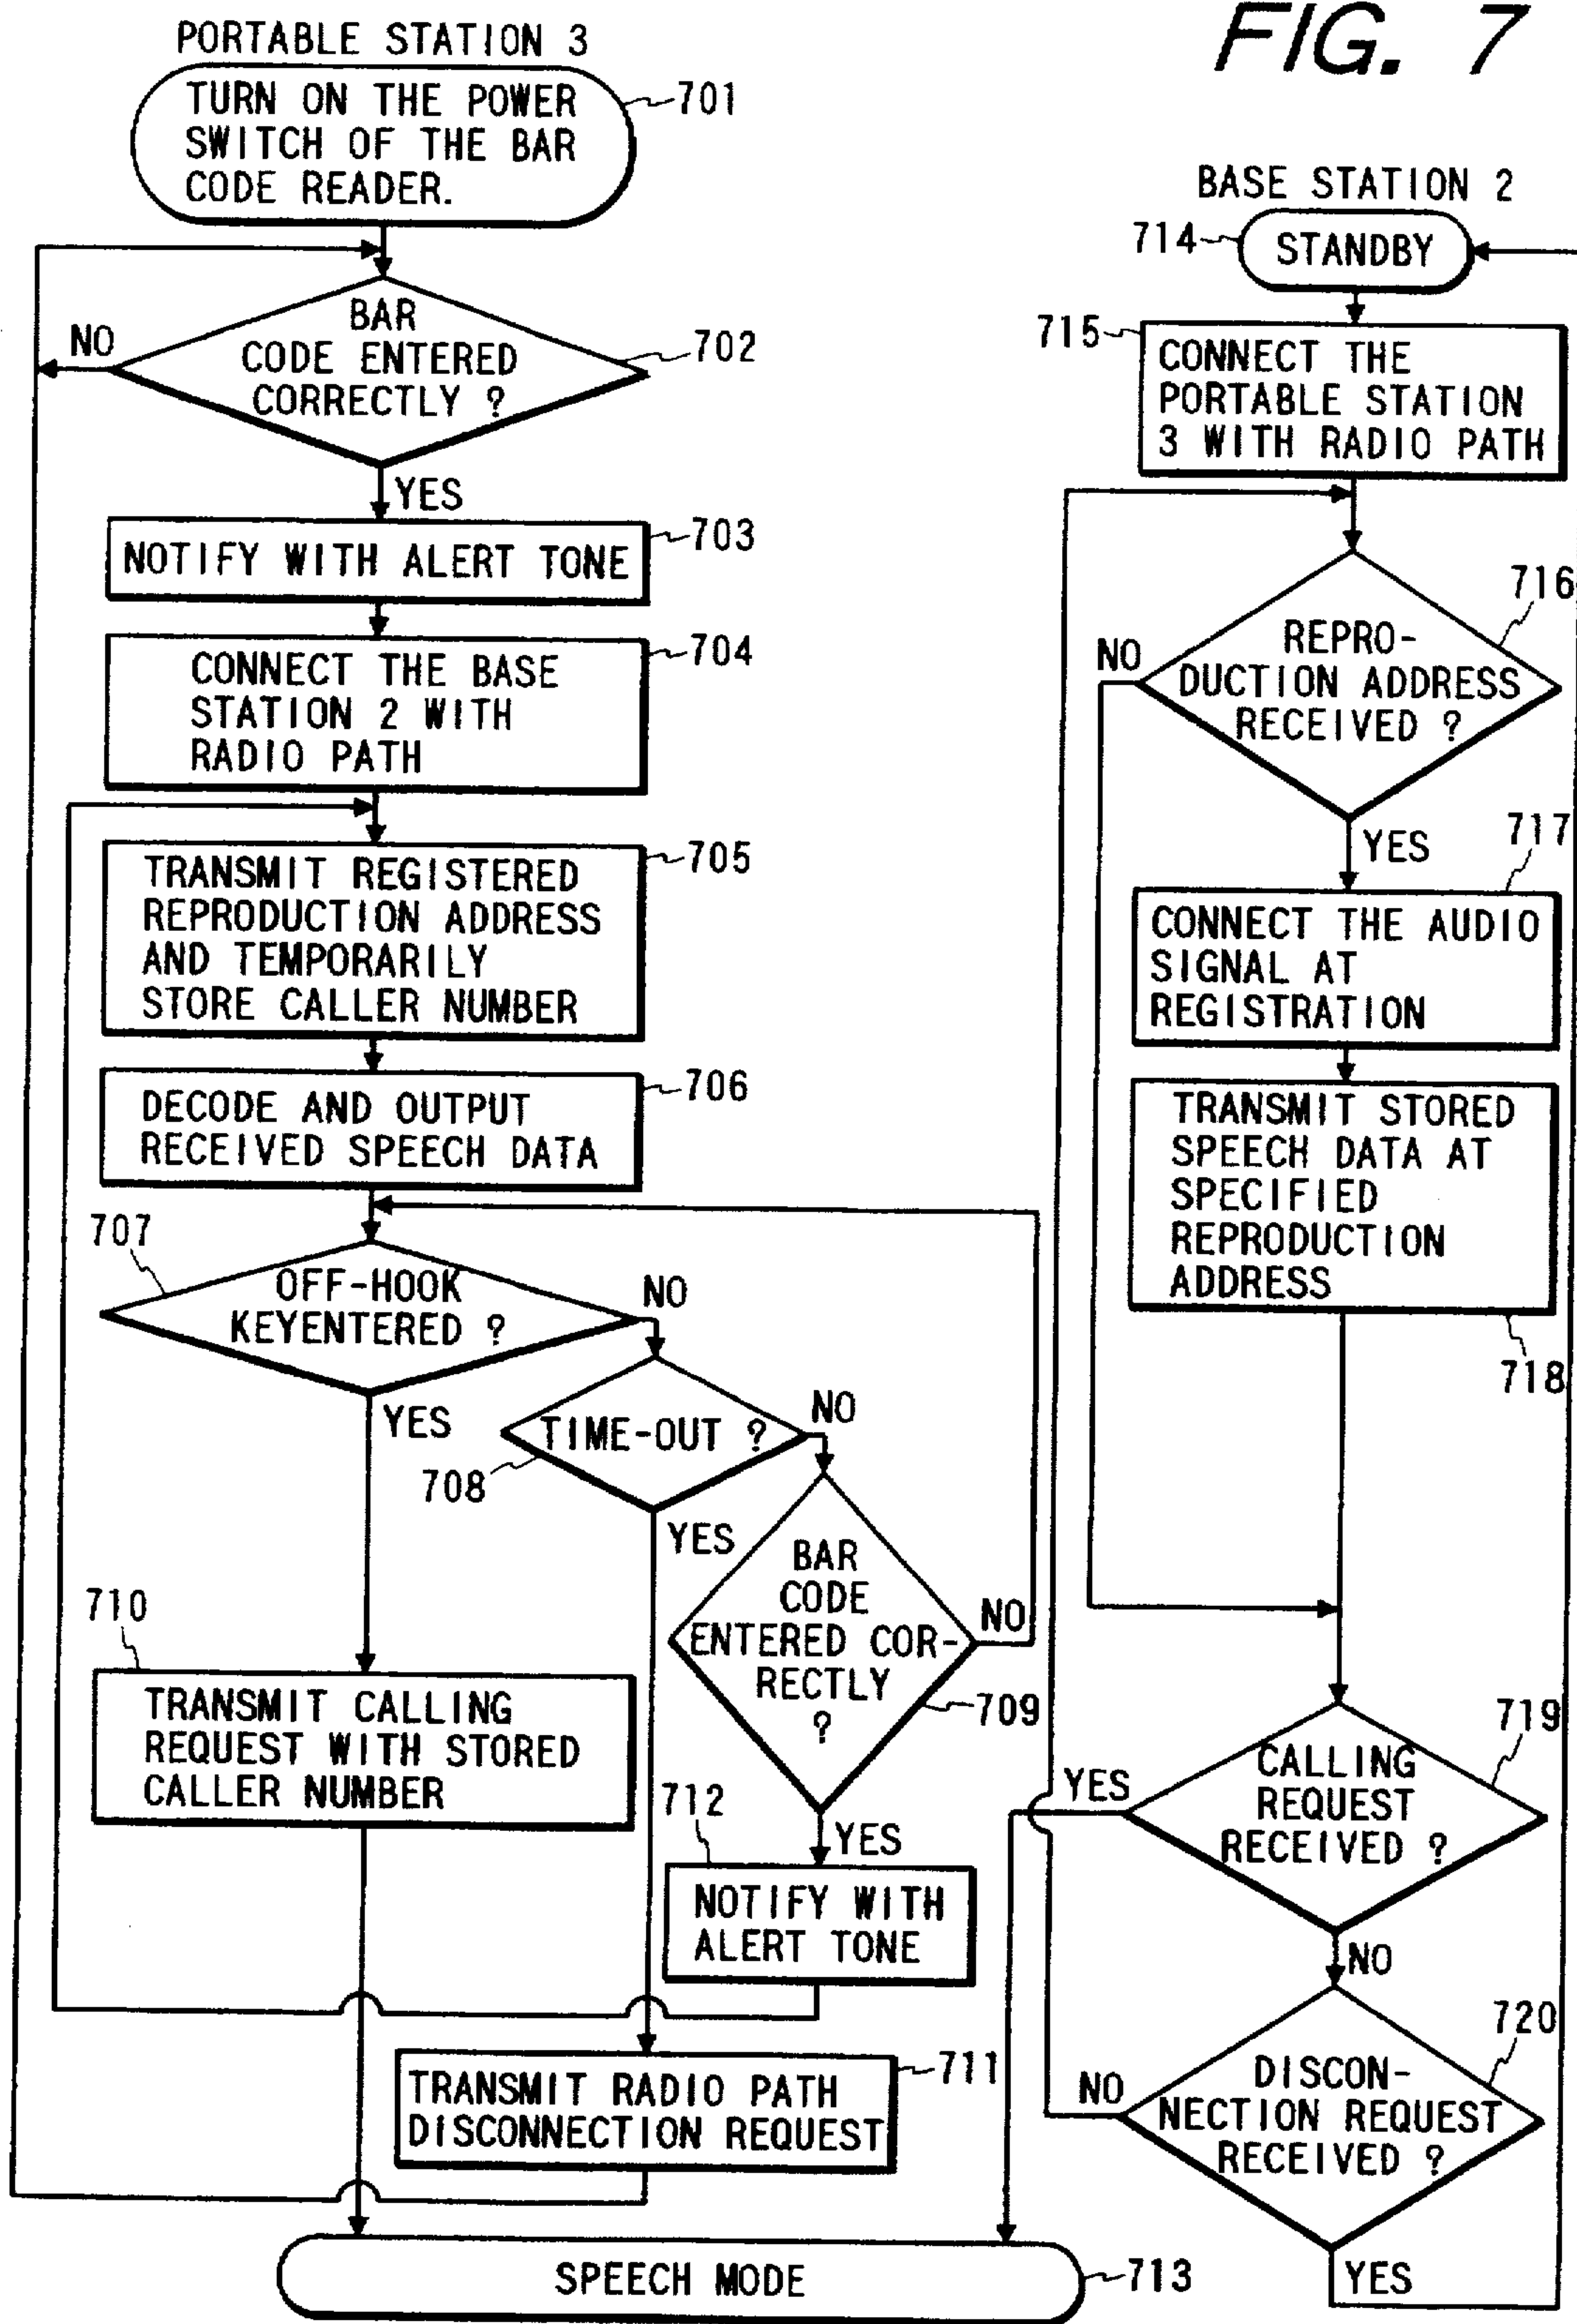 FIG. 7
PORTABLE STATION 3
TURN ON THE POWER
SWITCH OF THE BAR
CODE READER.
701
BAR
CODE ENTERED
CORRECTLY ?
702
NO
YES
NOTIFY WITH ALERT TONE
703
CONNECT THE BASE
STATION 2 WITH
RADIO PATH
704
TRANSMIT REGISTERED
REPRODUCTION ADDRESS
AND TEMPORARILY
STORE CALLER NUMBER
705
DECODE AND OUTPUT
RECEIVED SPEECH DATA
706
707
OFF-HOOK
KEYENTERED ?
NO
YES
TIME-OUT ?
708
NO
YES
BAR
CODE
ENTERED COR-
RECTLY
?
709
NO
YES
710
TRANSMIT CALLING
REQUEST WITH STORED
CALLER NUMBER
712
NOTIFY WITH
ALERT TONE
TRANSMIT RADIO PATH
DISCONNECTION REQUEST
711
SPEECH MODE
713
BASE STATION 2
714
STANDBY
715
CONNECT THE
PORTABLE STATION
3 WITH RADIO PATH
716
REPRO-
DUCTION ADDRESS
RECEIVED ?
NO
YES
717
CONNECT THE AUDIO
SIGNAL AT
REGISTRATION
TRANSMIT STORED
SPEECH DATA AT
SPECIFIED
REPRODUCTION
ADDRESS
718
719
CALLING
REQUEST
RECEIVED ?
YES
NO
720
DISCON-
NECTION REQUEST
RECEIVED ?
NO
YES